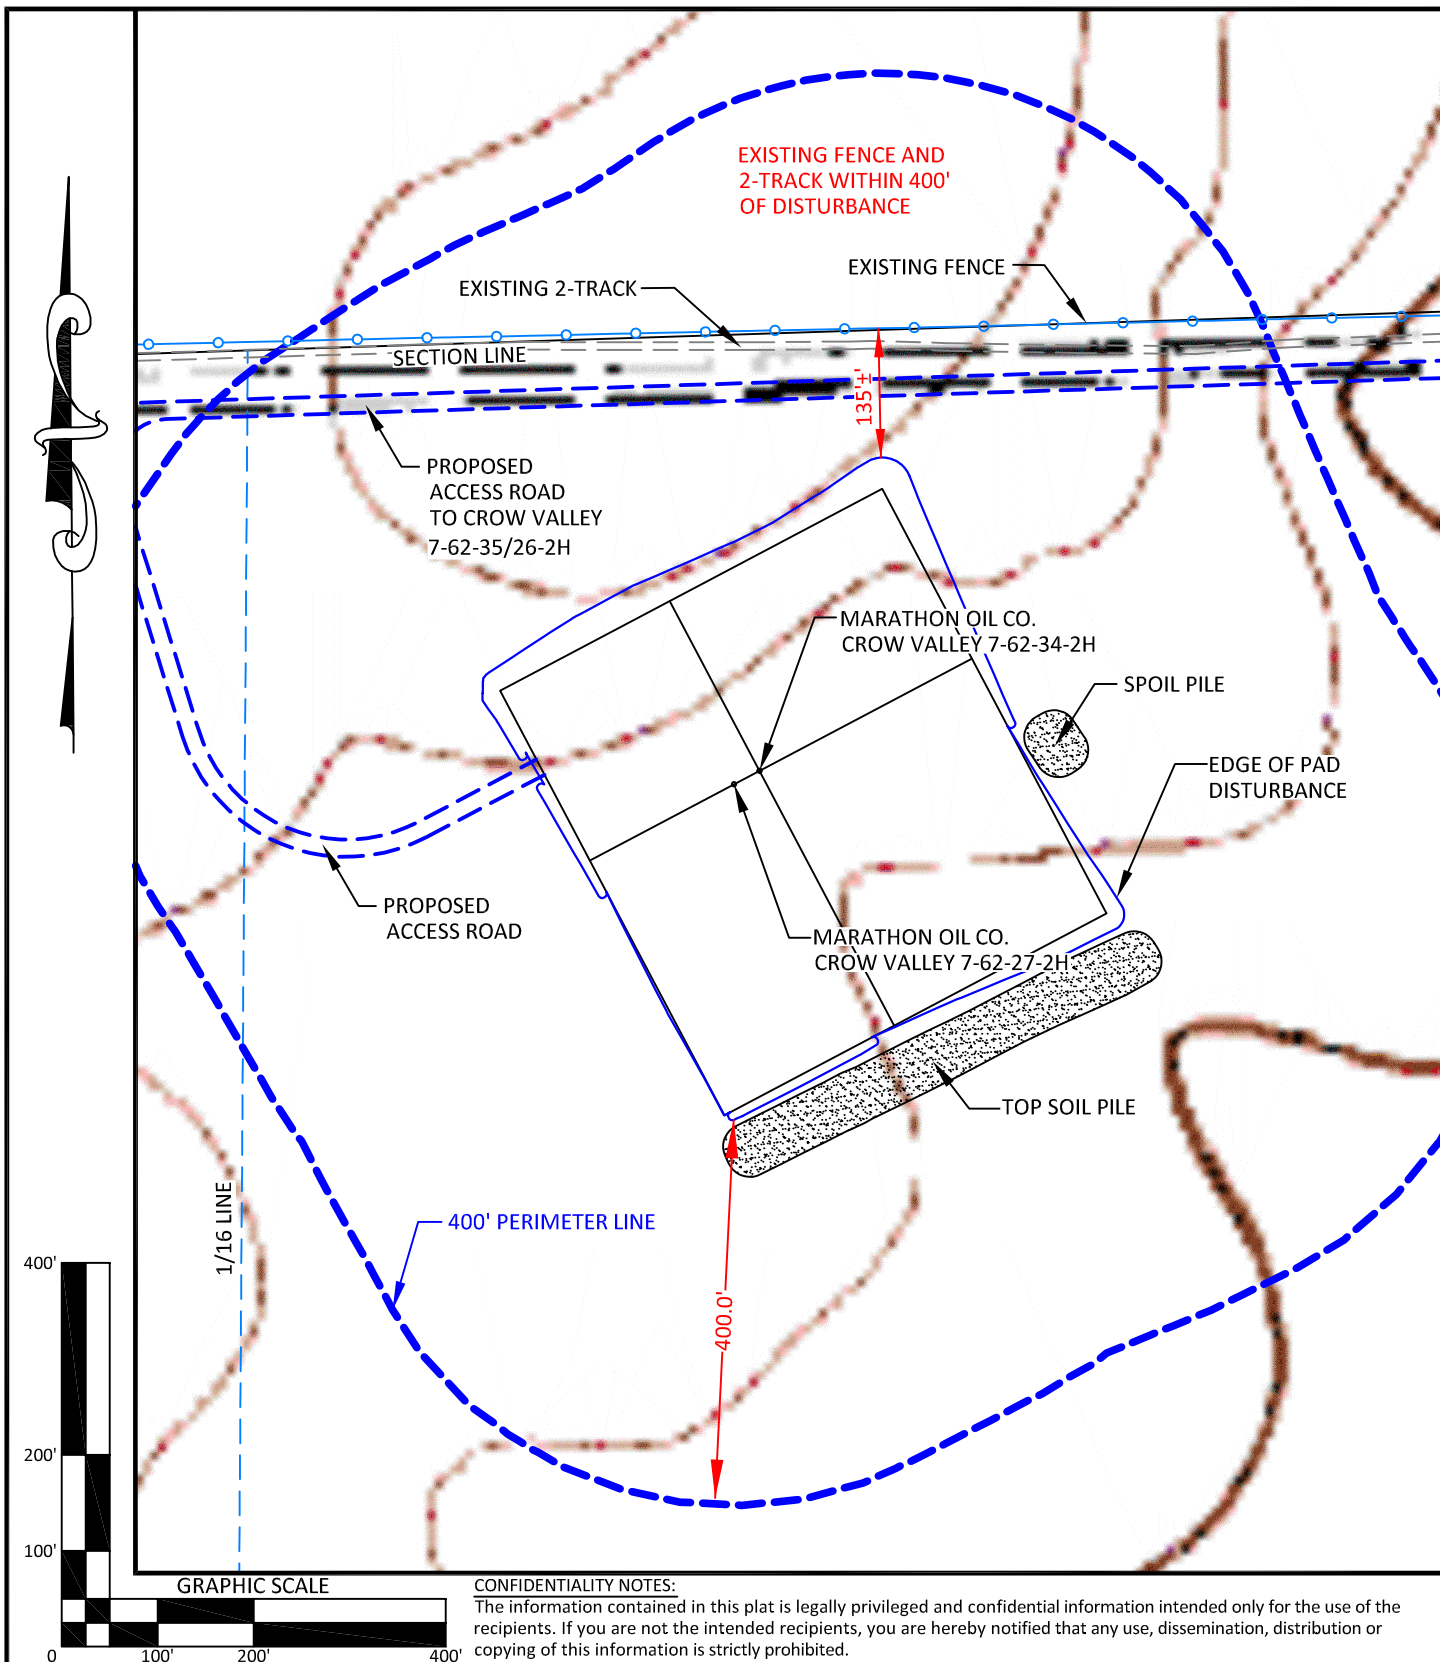 EXISTING FENCE AND
2-TRACK WITHIN 400'
OF DISTURBANCE
EXISTING FENCE
EXISTING 2-TRACK
SECTION LINE
135'±'
PROPOSED
ACCESS ROAD
TO CROW VALLEY
7-62-35/26-2H
MARATHON OIL CO.
CROW VALLEY 7-62-34-2H
SPOIL PILE
EDGE OF PAD
DISTURBANCE
PROPOSED
ACCESS ROAD
MARATHON OIL CO.
CROW VALLEY 7-62-27-2H
TOP SOIL PILE
1/16 LINE
400' PERIMETER LINE
400.0'
400'
200'
100'
GRAPHIC SCALE
0 100' 200' 400'
CONFIDENTIALITY NOTES:
The information contained in this plat is legally privileged and confidential information intended only for the use of the
recipients. If you are not the intended recipients, you are hereby notified that any use, dissemination, distribution or
copying of this information is strictly prohibited.